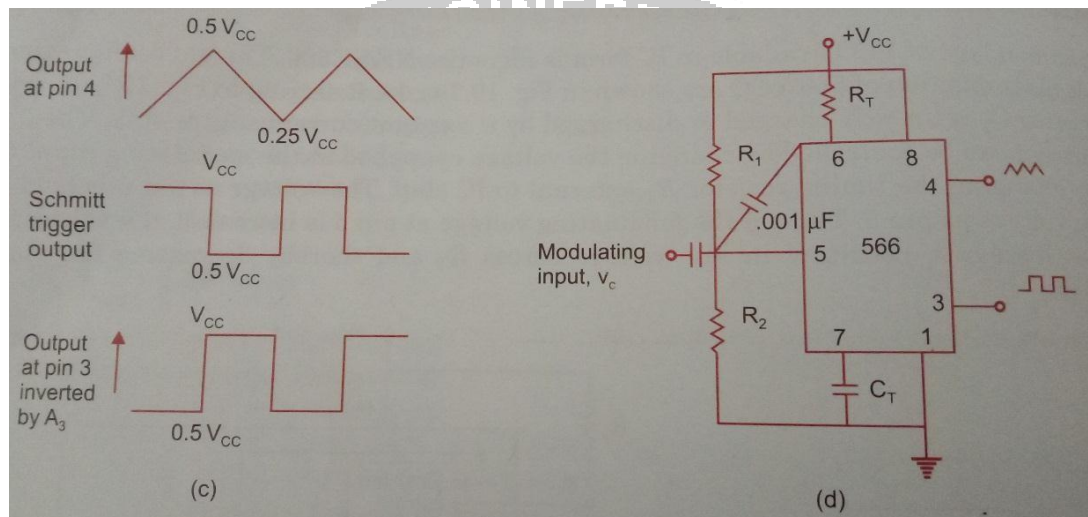 0.5 V_CC
Output
at pin 4
0.25 V_CC
V_CC
Schmitt
trigger
output
0.5 V_CC
V_CC
Output
at pin 3
inverted
by A_3
0.5 V_CC
(c)
+V_CC
R_T
R_1
6
8
4
.001 μF
Modulating
input, v_c
5
566
R_2
3
7
1
C_T
(d)